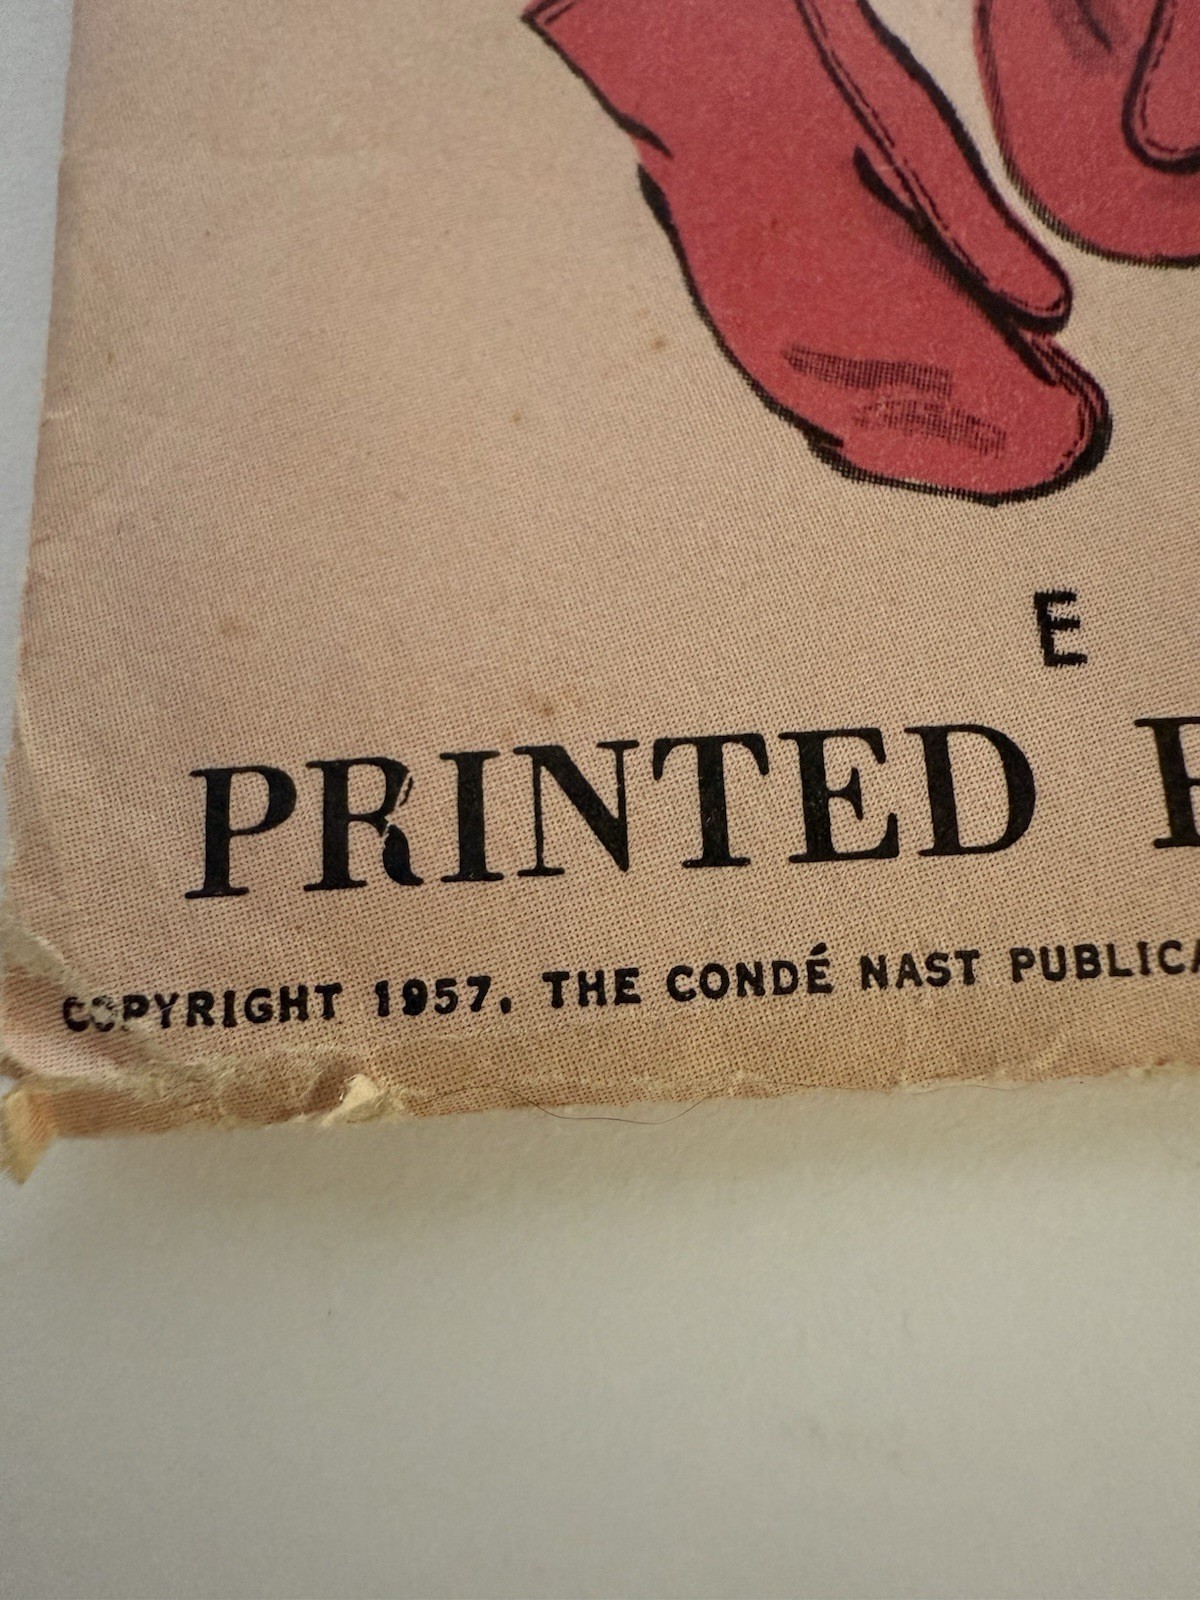 E
PRINTED
COPYRIGHT 1957, THE CONDÉ NAST